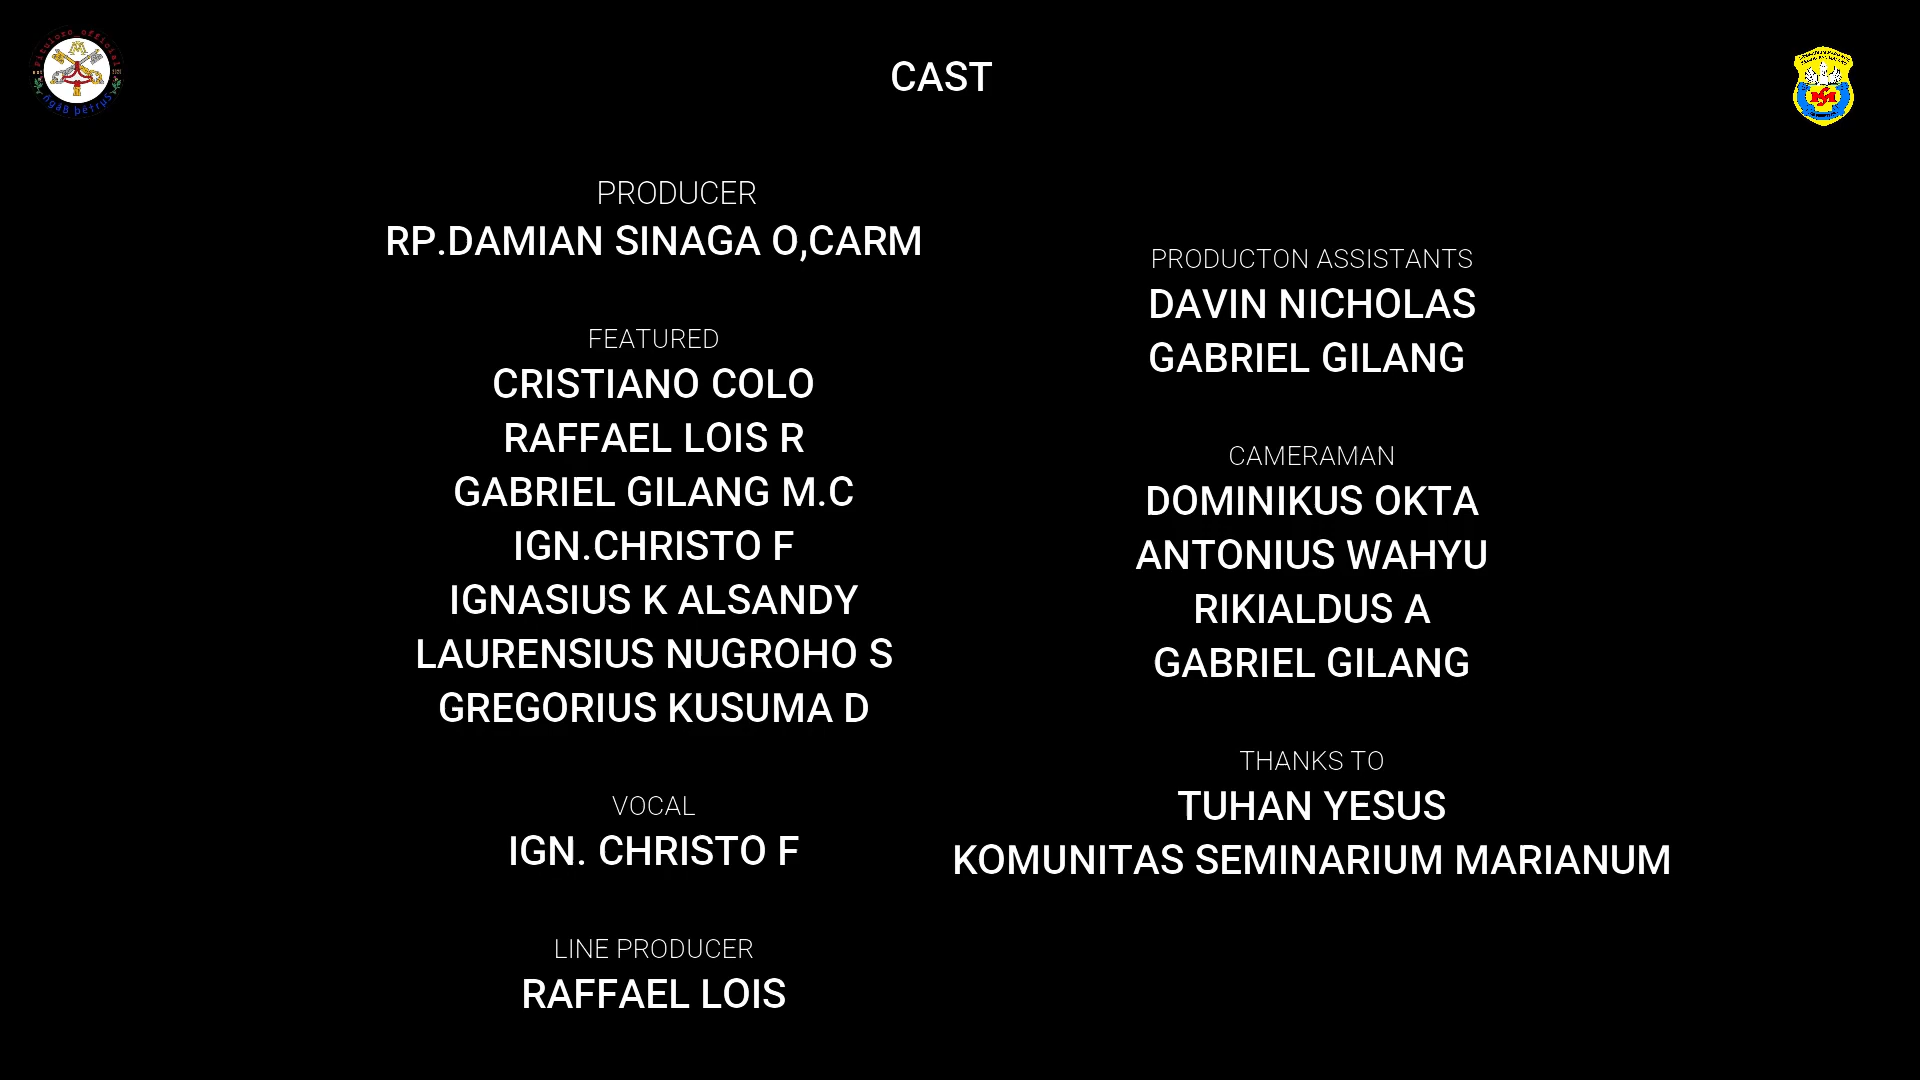 CAST
PRODUCER
RP.DAMIAN SINAGA O,CARM
FEATURED
CRISTIANO COLO
RAFFAEL LOIS R
GABRIEL GILANG M.C
IGN.CHRISTO F
IGNASIUS K ALSANDY
LAURENSIUS NUGROHO S
GREGORIUS KUSUMA D
VOCAL
IGN. CHRISTO F
LINE PRODUCER
RAFFAEL LOIS
PRODUCTON ASSISTANTS
DAVIN NICHOLAS
GABRIEL GILANG
CAMERAMAN
DOMINIKUS OKTA
ANTONIUS WAHYU
RIKIALDUS A
GABRIEL GILANG
THANKS TO
TUHAN YESUS
KOMUNITAS SEMINARIUM MARIANUM